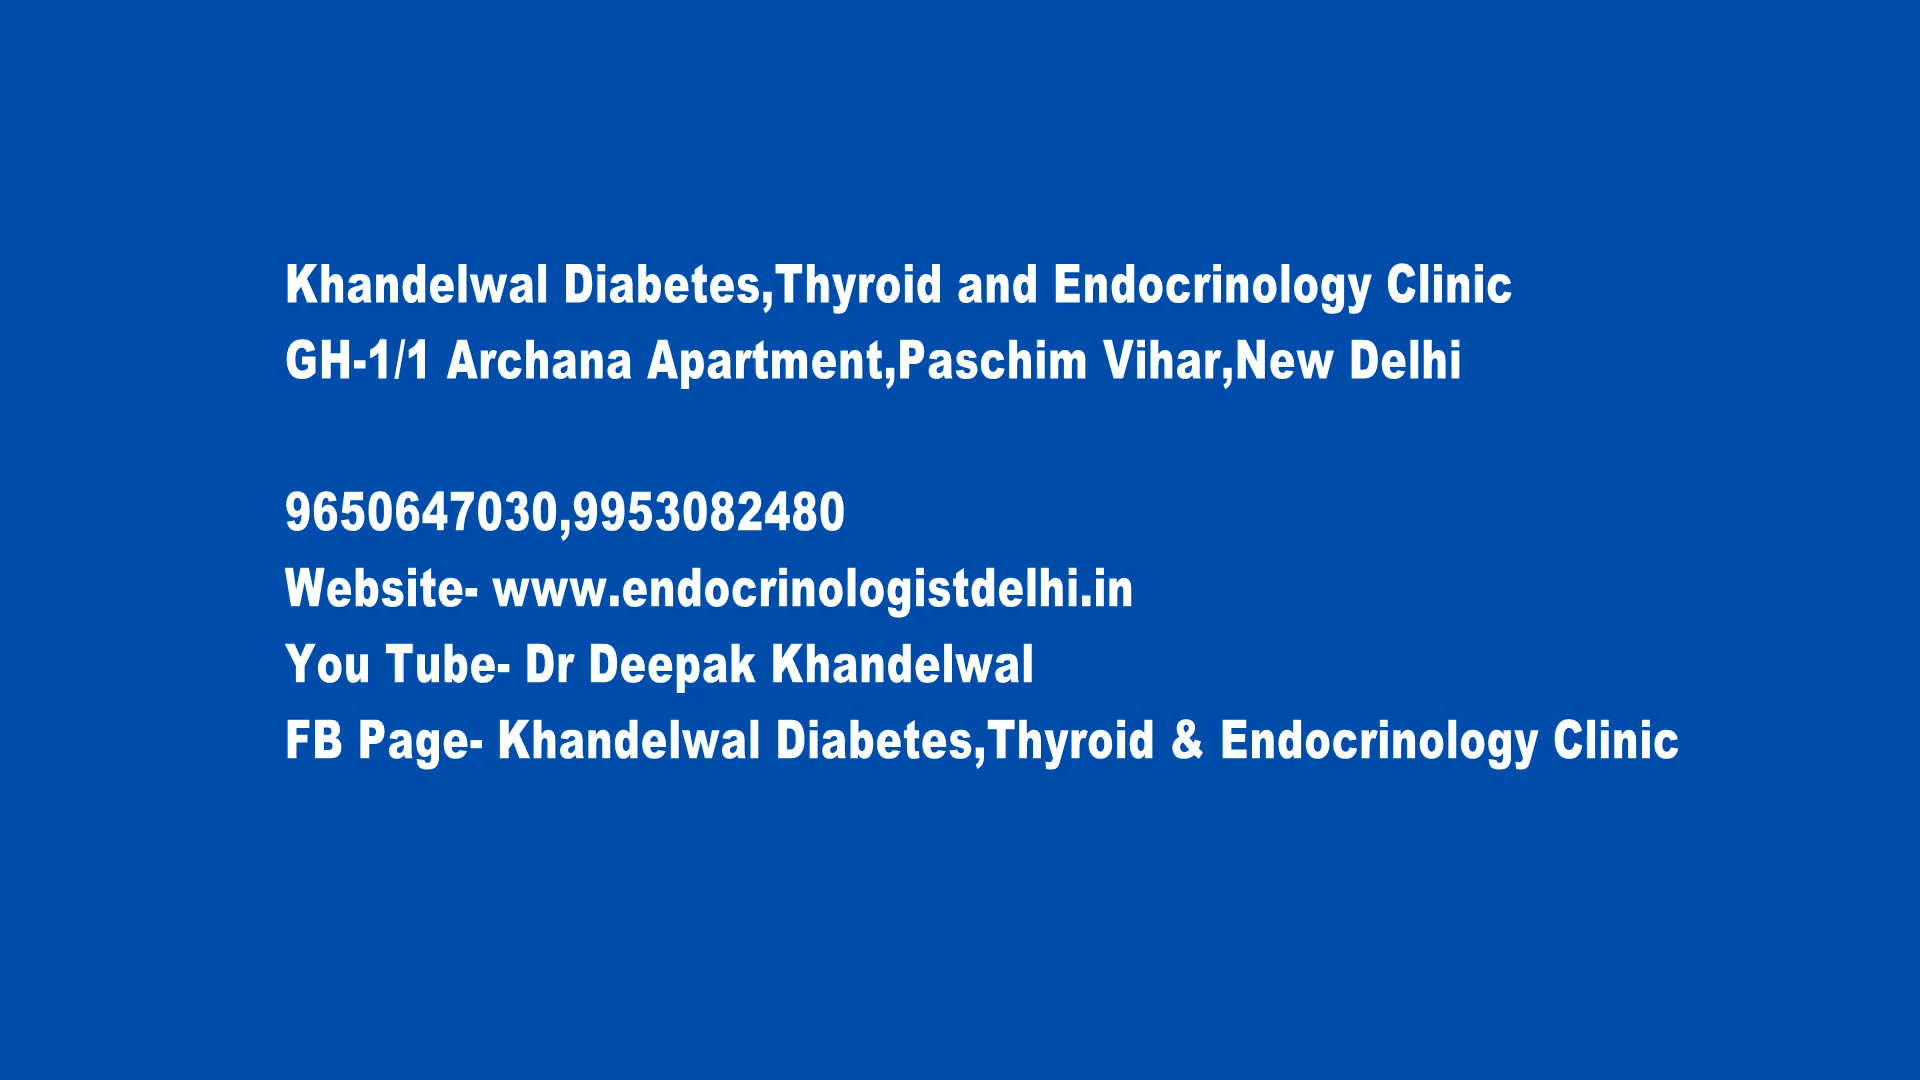 Khandelwal Diabetes,Thyroid and Endocrinology Clinic
GH-1/1 Archana Apartment,Paschim Vihar,New Delhi
9650647030,9953082480
Website- www.endocrinologistdelhi.in
You Tube- Dr Deepak Khandelwal
FB Page- Khandelwal Diabetes,Thyroid & Endocrinology Clinic